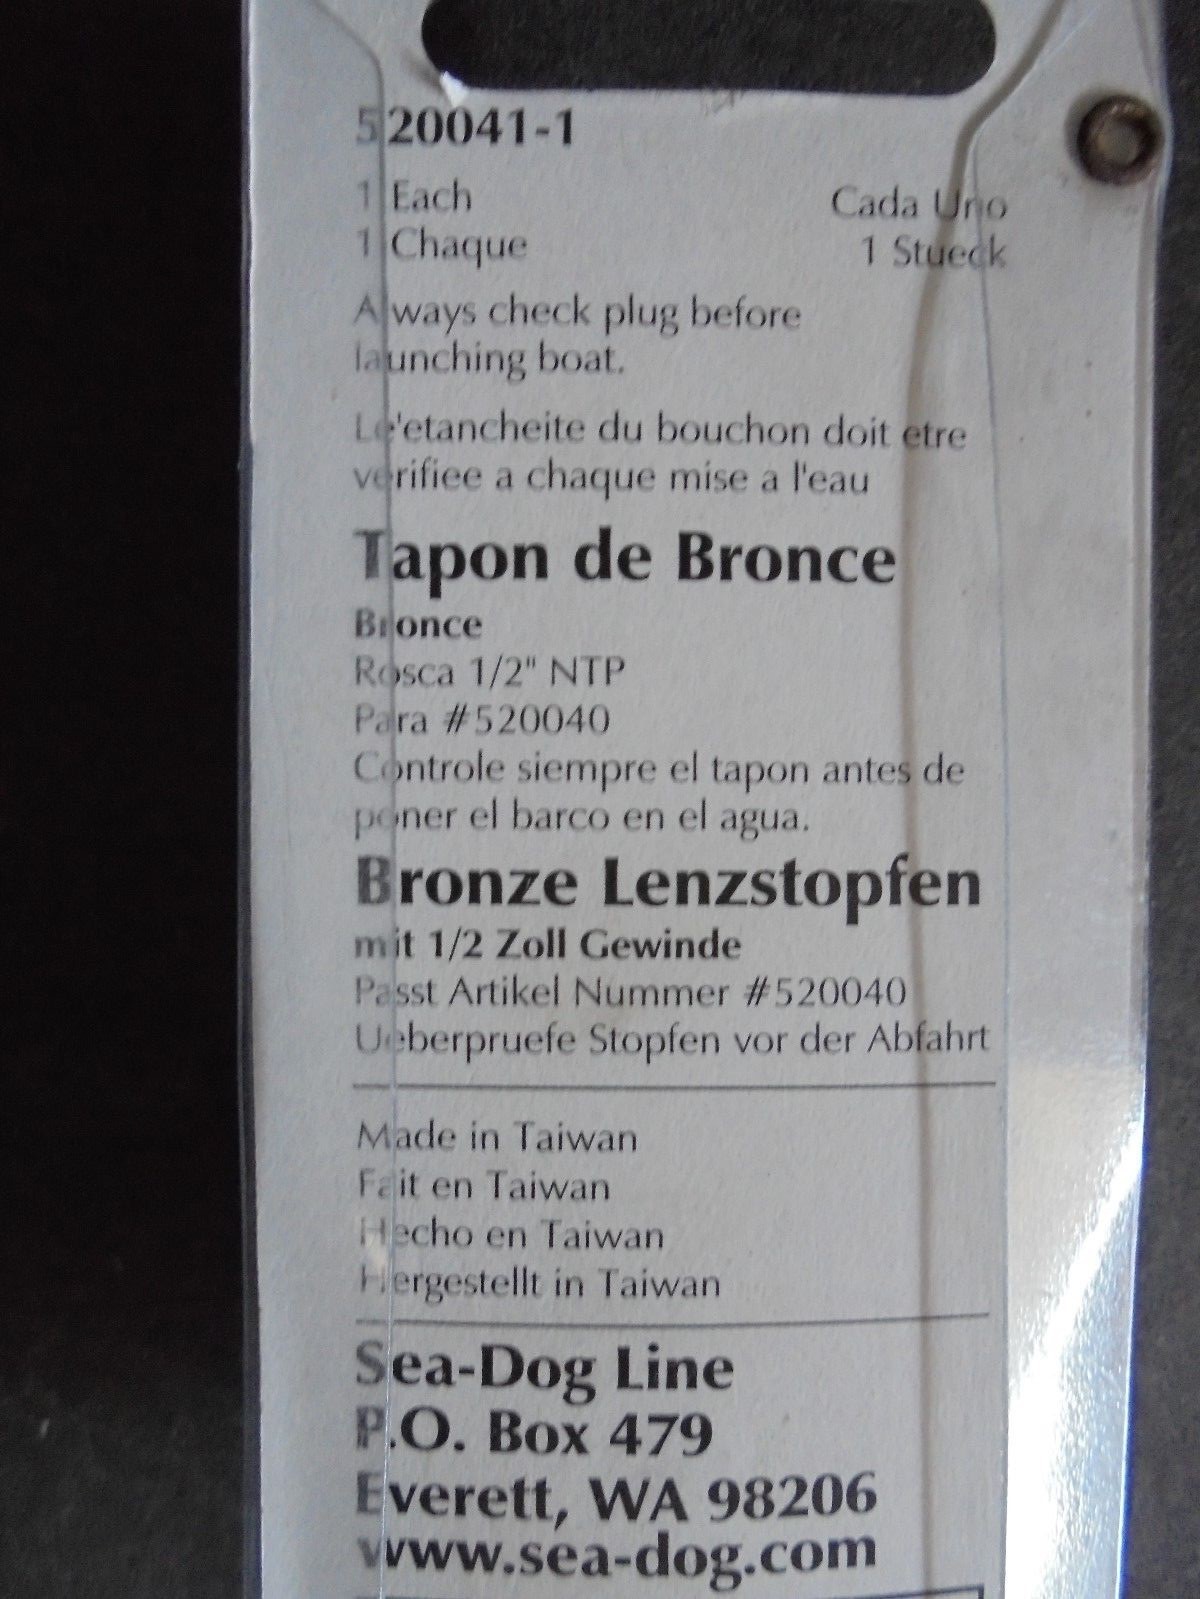 520041-1
1 Each Cada Uno
1 Chaque 1 Stueck
Always check plug before
launching boat.
Le'etancheite du bouchon doit etre
verifiee a chaque mise a l'eau
Tapon de Bronce
Bronce
Rosca 1/2" NTP
Para #520040
Controle siempre el tapon antes de
poner el barco en el agua.
Bronze Lenzstopfen
mit 1/2 Zoll Gewinde
Passt Artikel Nummer #520040
Ueberpruefe Stopfen vor der Abfahrt
Made in Taiwan
Fait en Taiwan
Hecho en Taiwan
Hergestellt in Taiwan
Sea-Dog Line
P.O. Box 479
Everett, WA 98206
www.sea-dog.com